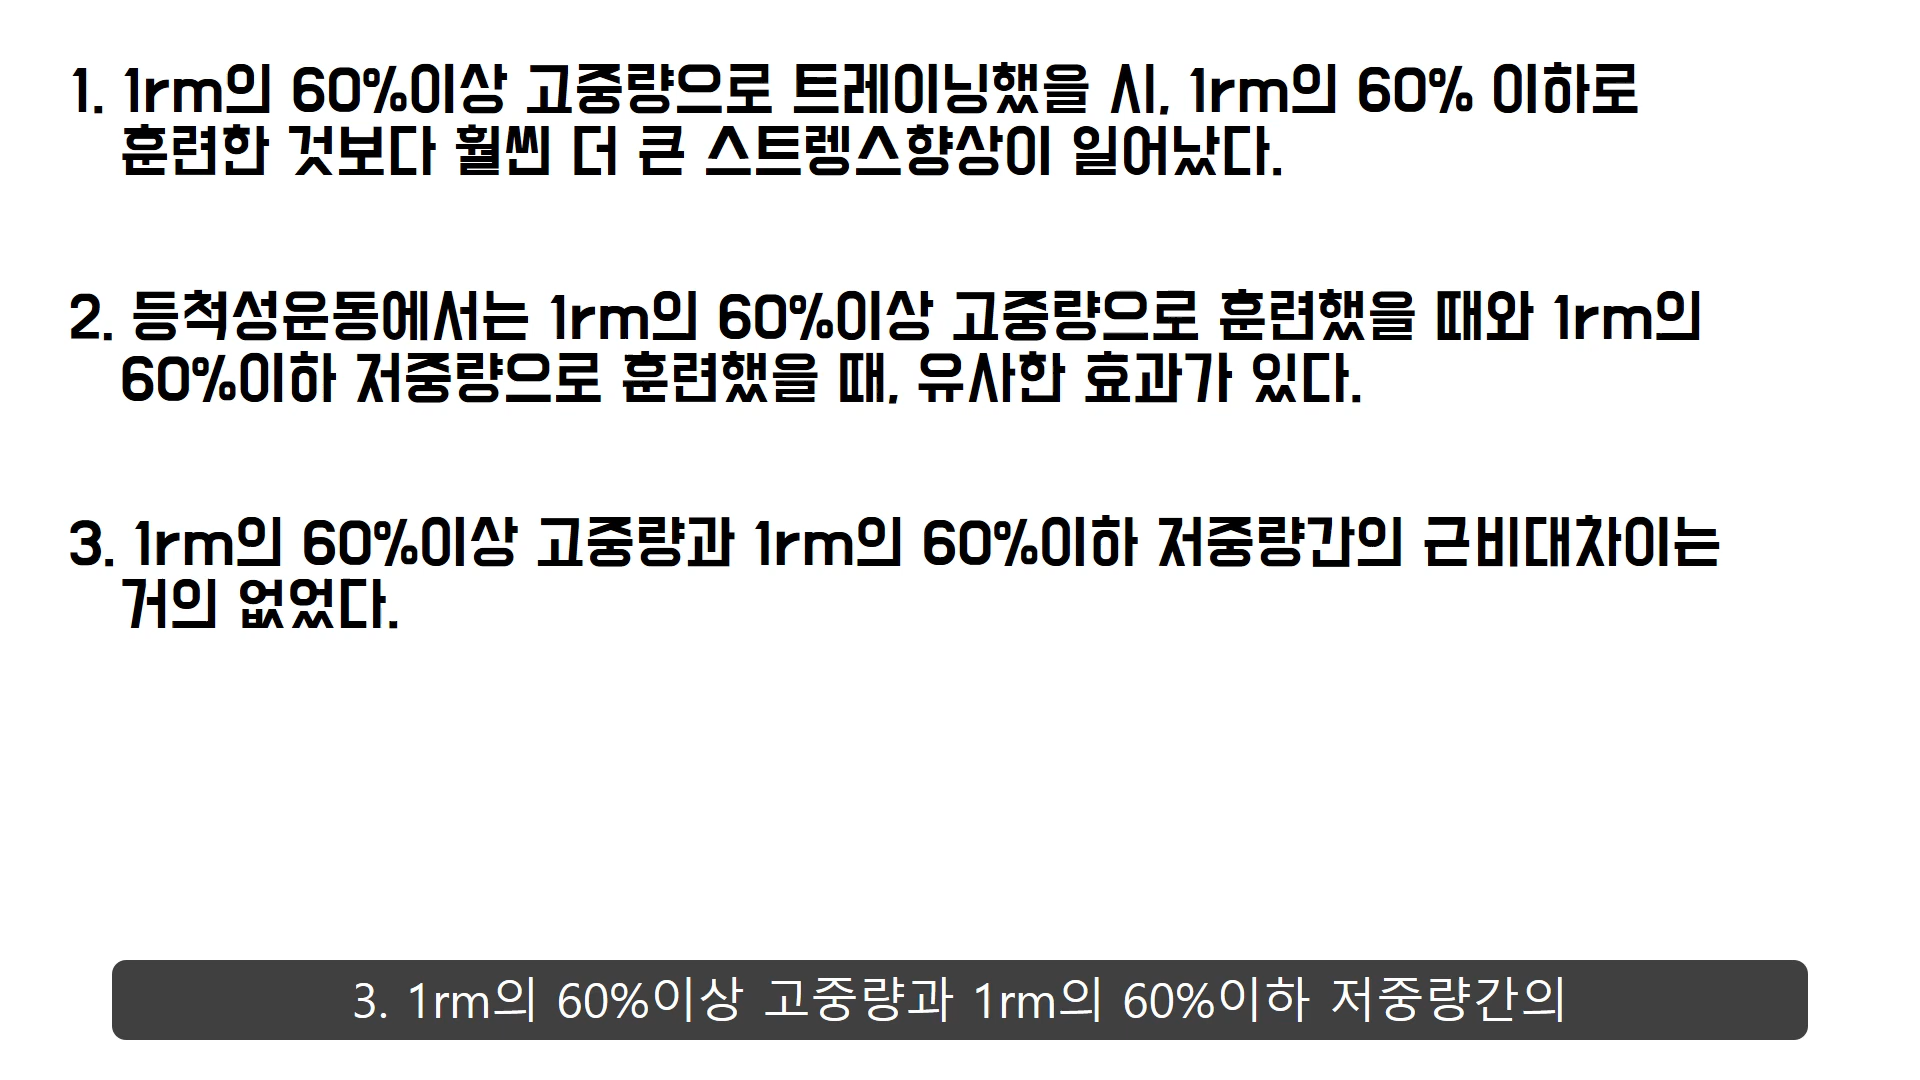 1. 1rm의 60%이상 고중량으로 트레이닝했을 시, 1rm의 60% 이하로
훈련한 것보다 훨씬 더 큰 스트렝스향상이 일어났다.
2. 등척성운동에서는 1rm의 60%이상 고중량으로 훈련했을 때와 1rm의
60%이하 저중량으로 훈련했을 때, 유사한 효과가 있다.
3. 1rm의 60%이상 고중량과 1rm의 60%이하 저중량간의 근비대차이는
거의 없었다.
3. 1rm의 60%이상 고중량과 1rm의 60%이하 저중량간의